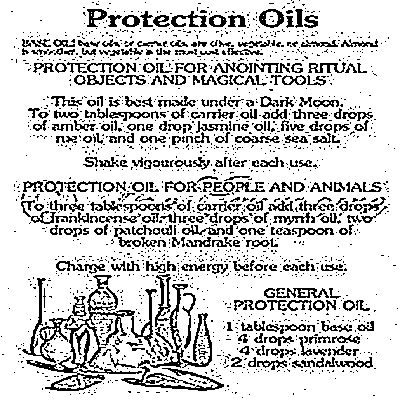 Protection Oils
BASE OILS base oils, or carrier oils, are olive, vegetable, or almond. Almond
is smoother, but vegetable is the most cost effective.
PROTECTION OIL FOR ANOINTING RITUAL
OBJECTS AND MAGICAL TOOLS
This oil is best made under a Dark Moon.
To two tablespoons of carrier oil add three drops
of amber oil, one drop jasmine oil, five drops of
rue oil, and one pinch of coarse sea salt.
Shake vigourously after each use.
PROTECTION OIL FOR PEOPLE AND ANIMALS
To three tablespoons of carrier oil add three drops
of frankincense oil, three drops of myrrh oil, two
drops of patchouli oil, and one teaspoon of
broken Mandrake root.
Charge with high energy before each use.
GENERAL
PROTECTION OIL
1 tablespoon base oil
4 drops primrose
4 drops lavender
2 drops sandalwood